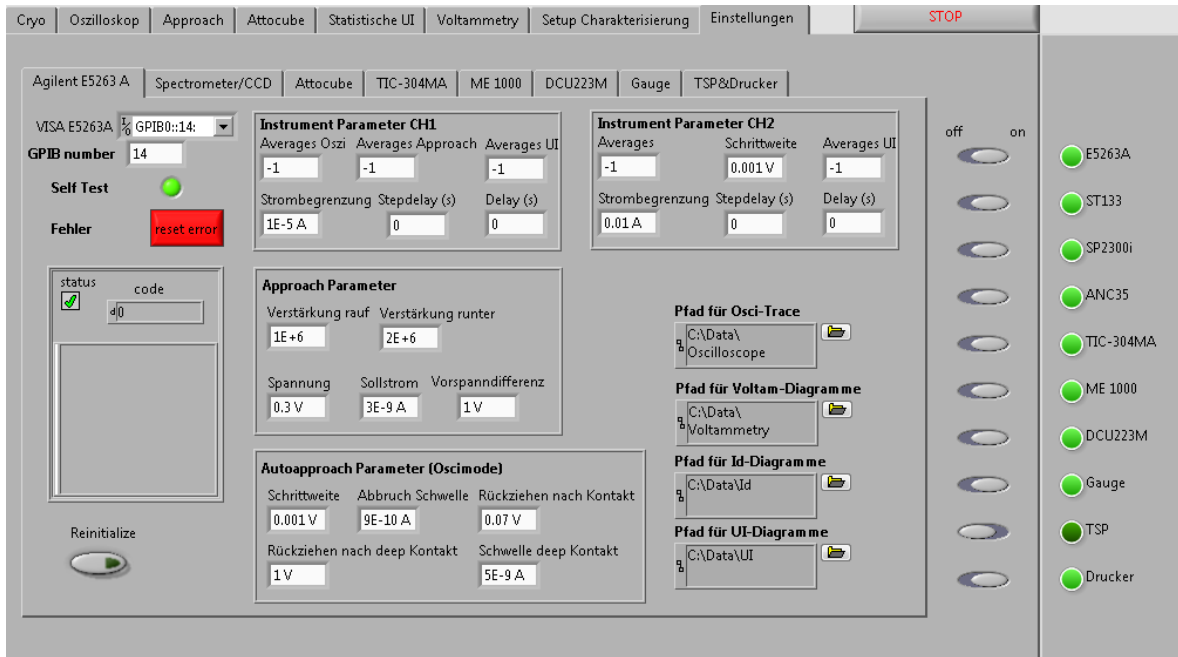 Cryo Oszilloskop Approach Attocube Statistische UI Voltammetry Setup Charakterisierung Einstellungen STOP
Agilent E5263 A Spectrometer/CCD Attocube TIC-304MA ME 1000 DCU223M Gauge TSP&Drucker
VISA E5263A I/O GPIB0::14:
GPIB number 14
Self Test
Fehler reset error
status code
d 0
Reinitialize
Instrument Parameter CH1
Averages Oszi Averages Approach Averages UI
-1 -1 -1
Strombegrenzung Stepdelay (s) Delay (s)
1E-5 A 0 0
Instrument Parameter CH2
Averages Schrittweite Averages UI
-1 0.001 V -1
Strombegrenzung Stepdelay (s) Delay (s)
0.01 A 0 0
Approach Parameter
Verstärkung rauf Verstärkung runter
1E+6 2E+6
Spannung Sollstrom Vorspanndifferenz
0.3 V 3E-9 A 1 V
Autoapproach Parameter (Oscimode)
Schrittweite Abbruch Schwelle Rückziehen nach Kontakt
0.001 V 9E-10 A 0.07 V
Rückziehen nach deep Kontakt Schwelle deep Kontakt
1 V 5E-9 A
Pfad für Osci-Trace
C:\Data\
Oscilloscope
Pfad für Voltam-Diagramme
C:\Data\
Voltammetry
Pfad für Id-Diagramme
C:\Data\Id
Pfad für UI-Diagramme
C:\Data\UI
off on
E5263A
ST133
SP2300i
ANC35
TIC-304MA
ME 1000
DCU223M
Gauge
TSP
Drucker